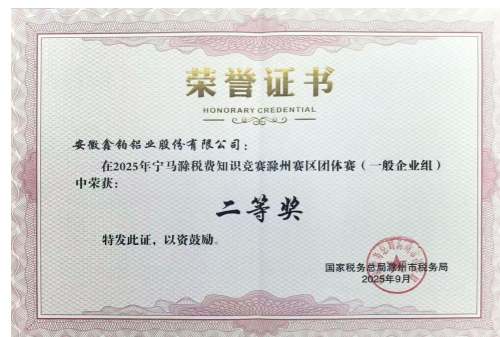 荣誉证书
HONORARY CREDENTIAL
安徽鑫铂铝业股份有限公司：
在2025年宁马滁税费知识竞赛滁州赛区团体赛（一般企业组）
中荣获：
二等奖
特发此证，以资鼓励。
国家税务总局滁州市税务局
2025年9月